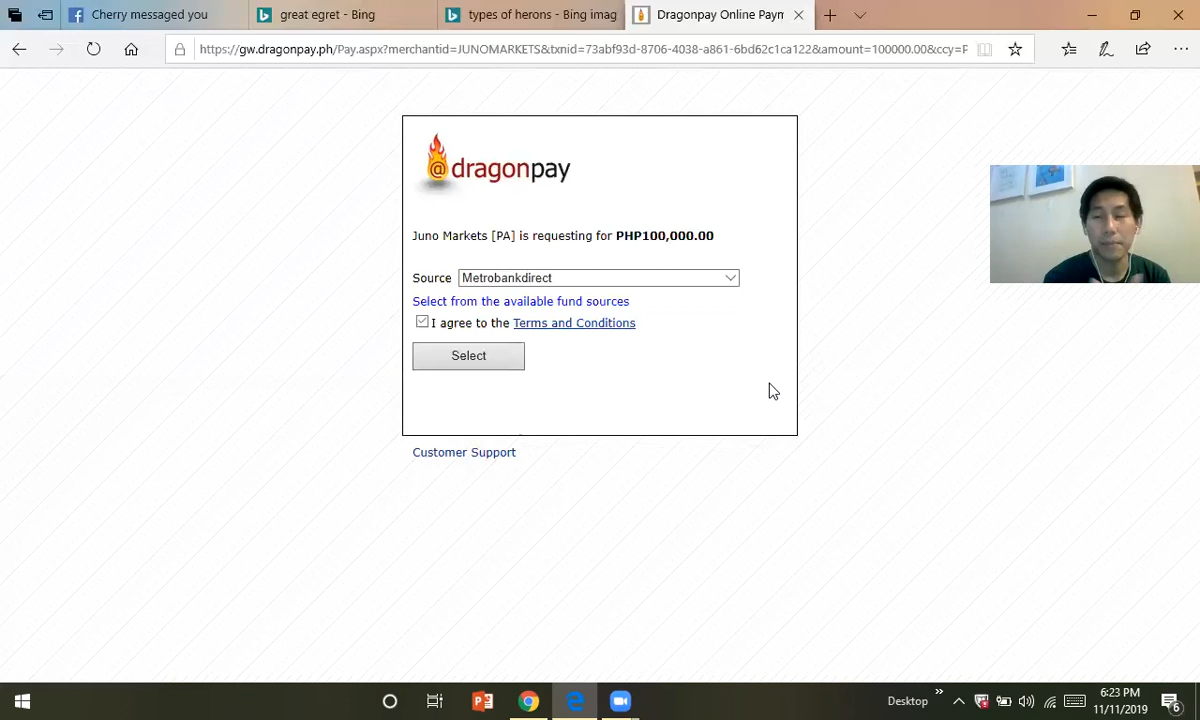 Cherry messaged you
great egret - Bing
types of herons - Bing imag
Dragonpay Online Paym
https://gw.dragonpay.ph/Pay.aspx?merchantid=JUNOMARKETS&txnid=73abf93d-8706-4038-a861-6bd62c1ca122&amount=100000.00&ccy=P
@dragonpay
Juno Markets [PA] is requesting for PHP100,000.00
Source Metrobankdirect
Select from the available fund sources
I agree to the Terms and Conditions
Select
Customer Support
Desktop
6:23 PM
11/11/2019
6